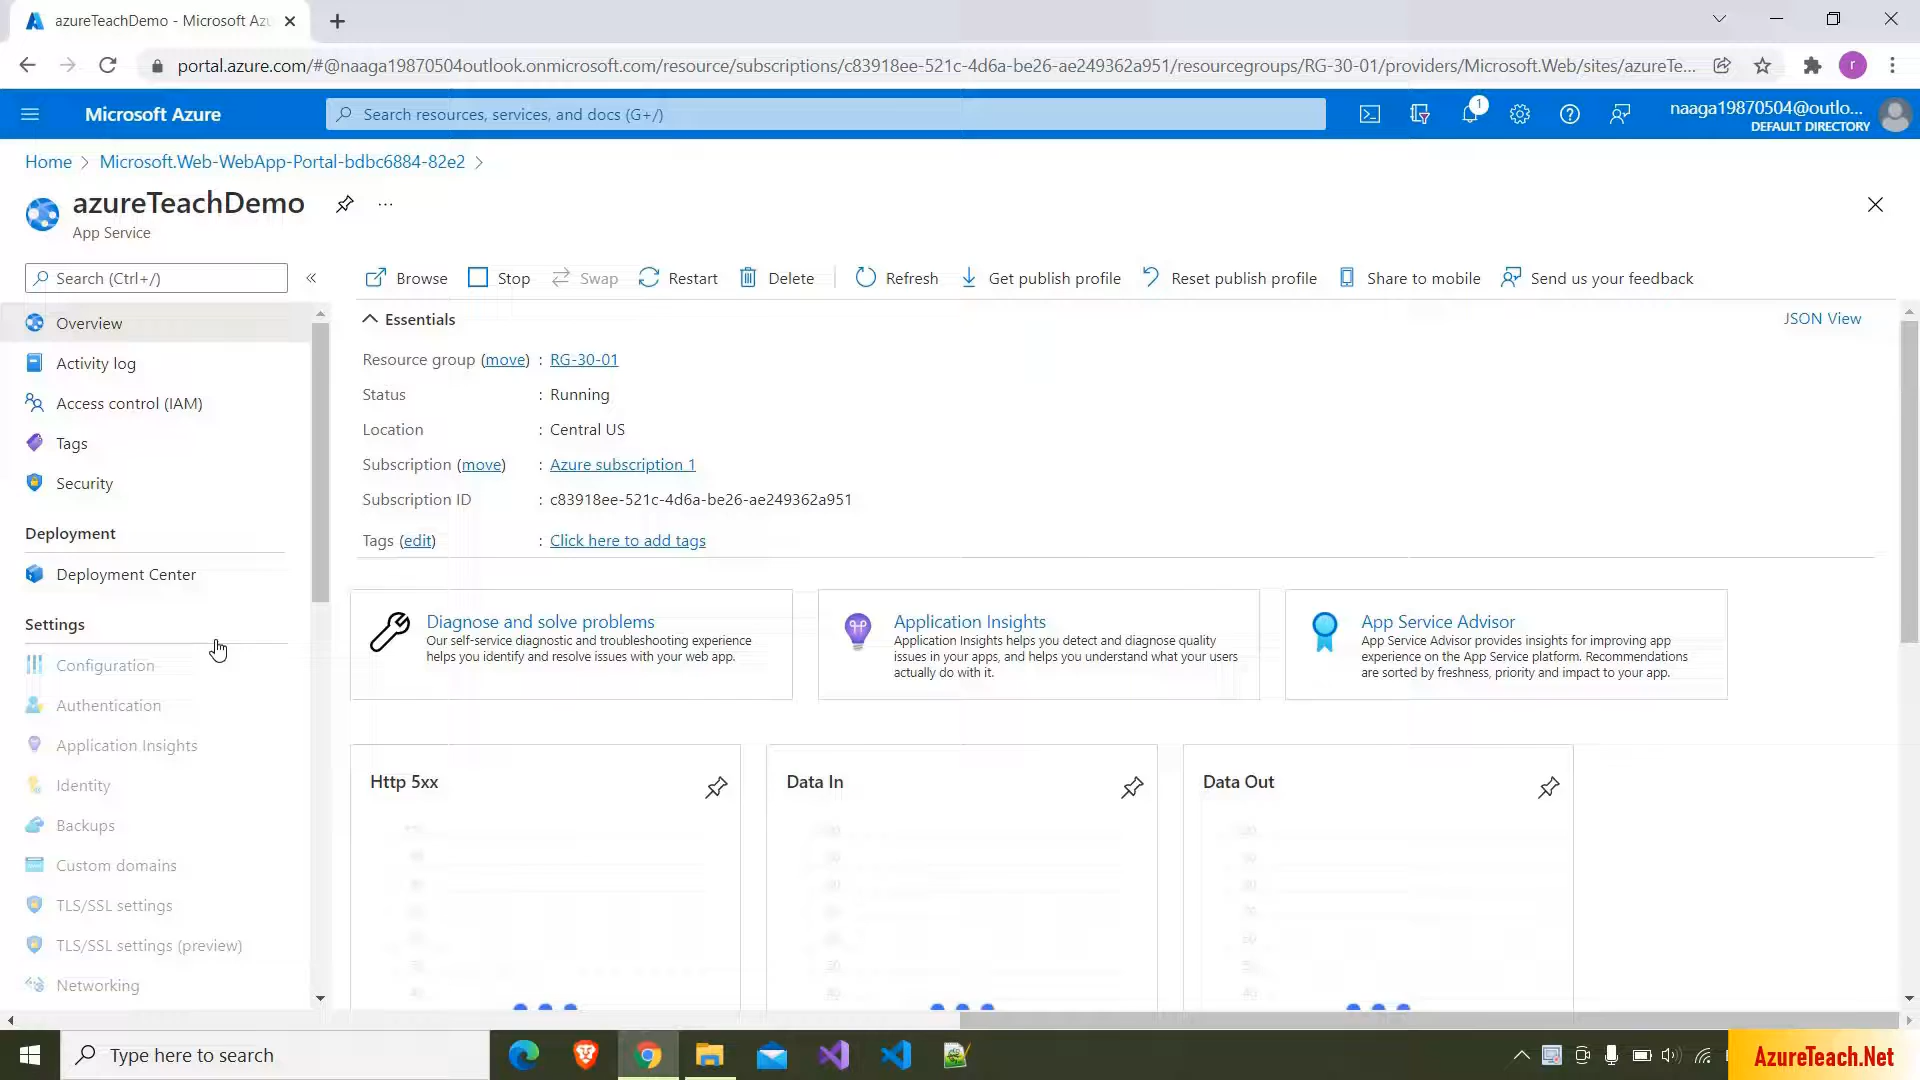 azureTeachDemo - Microsoft Az
portal.azure.com/#@naaga19870504outlook.onmicrosoft.com/resource/subscriptions/c83918ee-521c-4d6a-be26-ae249362a951/resourcegroups/RG-30-01/providers/Microsoft.Web/sites/azureTe...
r
Microsoft Azure
Search resources, services, and docs (G+/)
1
naaga19870504@outlo...
DEFAULT DIRECTORY
Home > Microsoft.Web-WebApp-Portal-bdbc6884-82e2 >
azureTeachDemo
...
App Service
Search (Ctrl+/)
«
Browse
Stop
Swap
Restart
Delete
Refresh
Get publish profile
Reset publish profile
Share to mobile
Send us your feedback
Overview
Activity log
Access control (IAM)
Tags
Security
Deployment
Deployment Center
Settings
Configuration
Authentication
Application Insights
Identity
Backups
Custom domains
TLS/SSL settings
TLS/SSL settings (preview)
Networking
Essentials
JSON View
Resource group (move) : RG-30-01
Status : Running
Location : Central US
Subscription (move) : Azure subscription 1
Subscription ID : c83918ee-521c-4d6a-be26-ae249362a951
Tags (edit) : Click here to add tags
Diagnose and solve problems
Our self-service diagnostic and troubleshooting experience
helps you identify and resolve issues with your web app.
Application Insights
Application Insights helps you detect and diagnose quality
issues in your apps, and helps you understand what your users
actually do with it.
App Service Advisor
App Service Advisor provides insights for improving app
experience on the App Service platform. Recommendations
are sorted by freshness, priority and impact to your app.
Http 5xx
Data In
Data Out
Type here to search
AzureTeach.Net